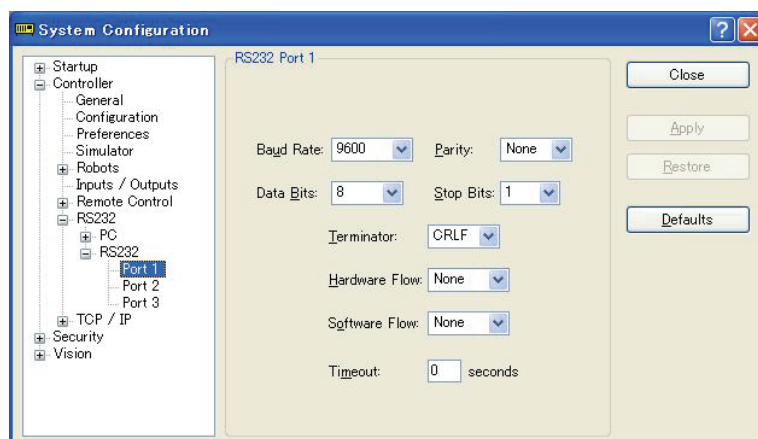 System Configuration
Startup
Controller
General
Configuration
Preferences
Simulator
Robots
Inputs / Outputs
Remote Control
RS232
PC
RS232
Port 1
Port 2
Port 3
TCP / IP
Security
Vision
RS232 Port 1
Baud Rate: 9600 Parity: None
Data Bits: 8 Stop Bits: 1
Terminator: CRLF
Hardware Flow: None
Software Flow: None
Timeout: 0 seconds
Close
Apply
Restore
Defaults